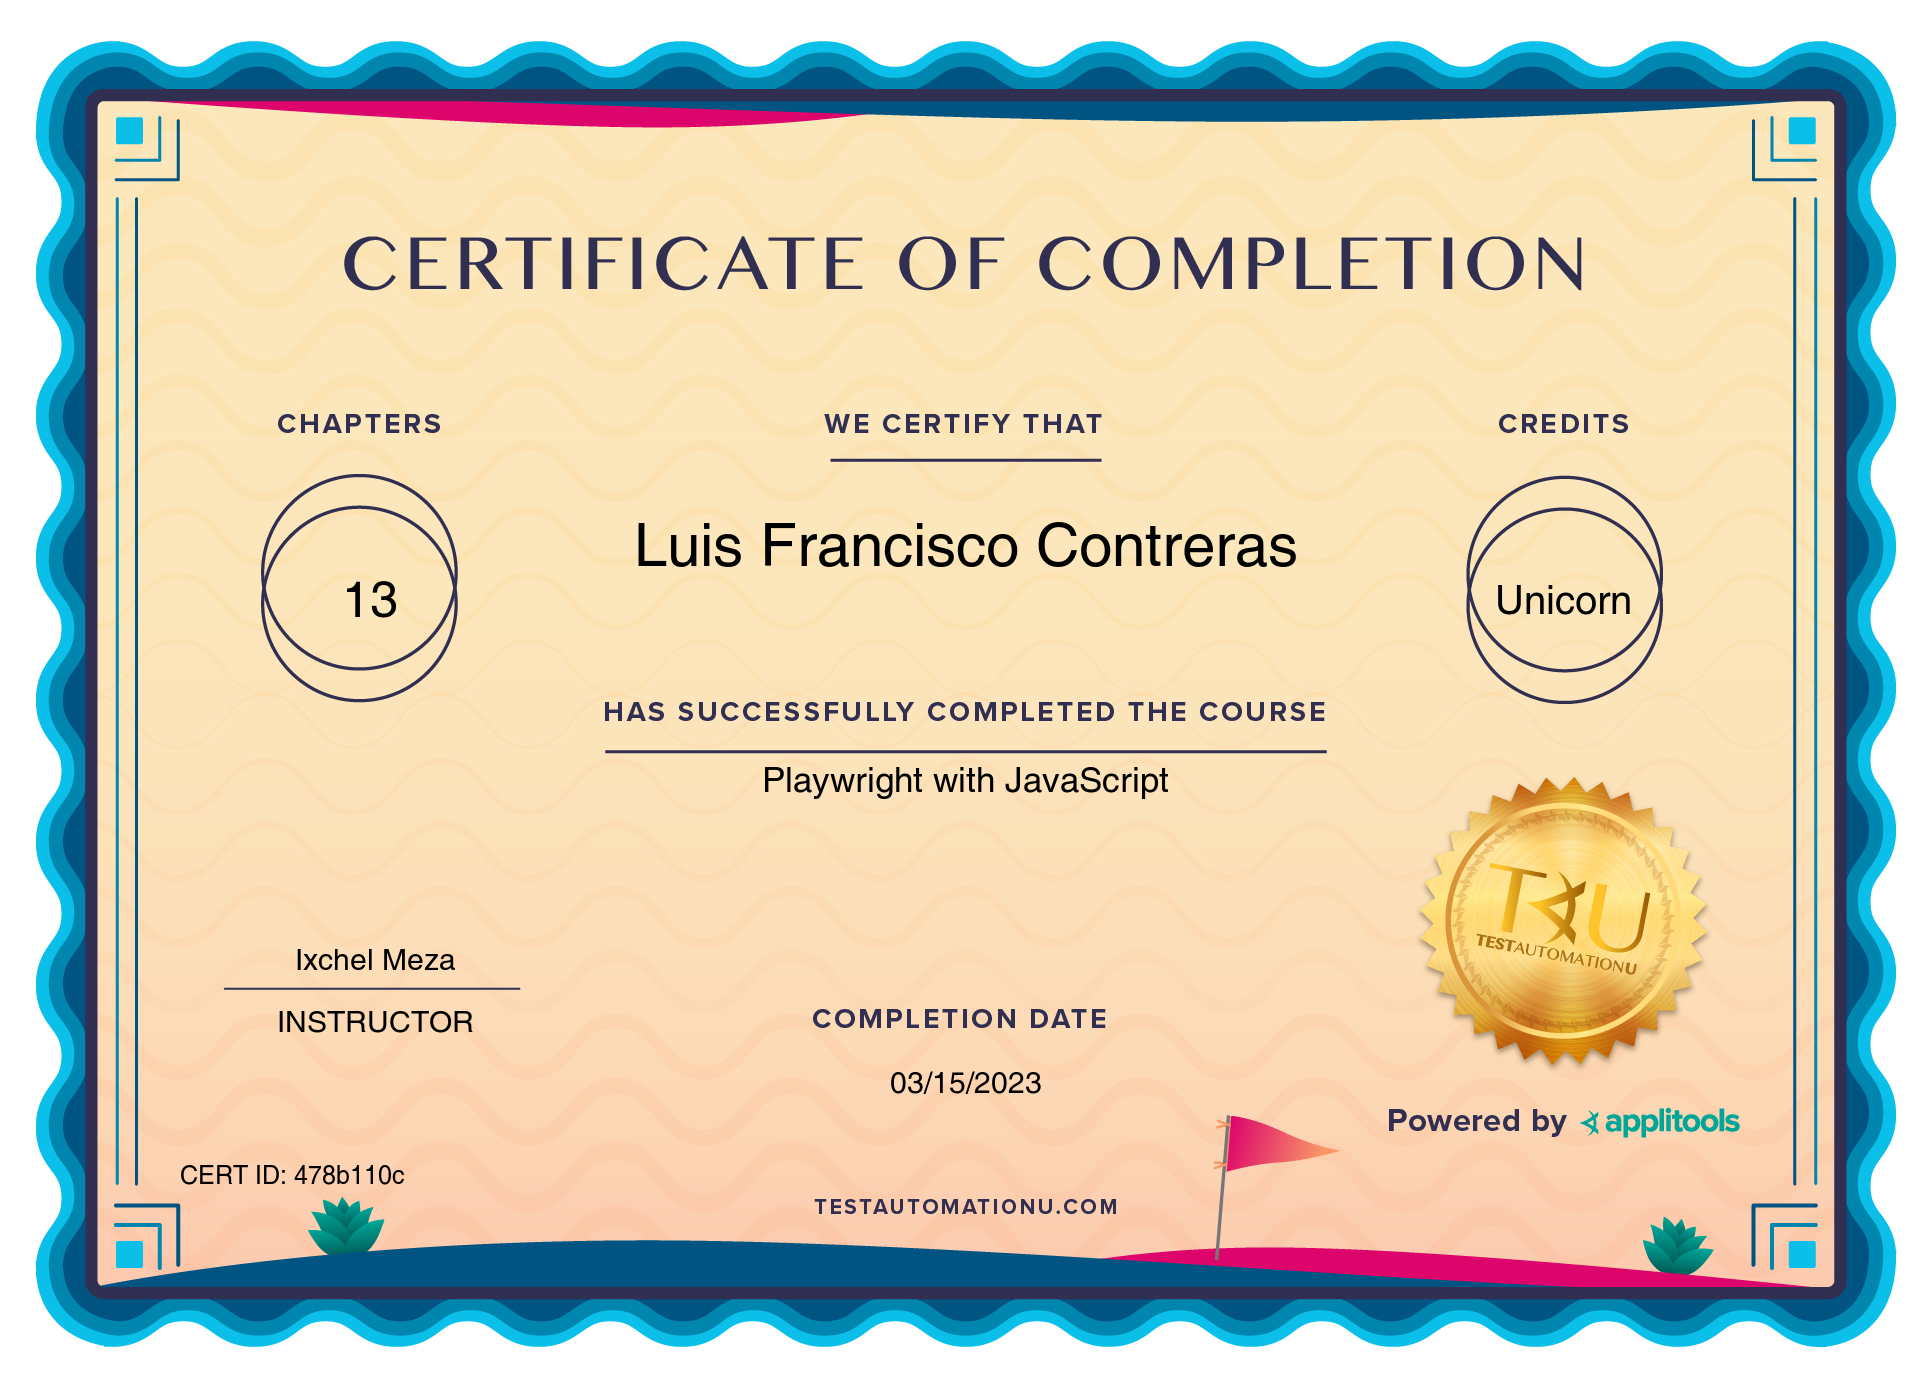 CERTIFICATE OF COMPLETION
CHAPTERS
13
WE CERTIFY THAT
Luis Francisco Contreras
CREDITS
Unicorn
HAS SUCCESSFULLY COMPLETED THE COURSE
Playwright with JavaScript
TAU
TESTAUTOMATIONU
Ixchel Meza
INSTRUCTOR
COMPLETION DATE
03/15/2023
Powered by applitools
CERT ID: 478b110c
TESTAUTOMATIONU.COM